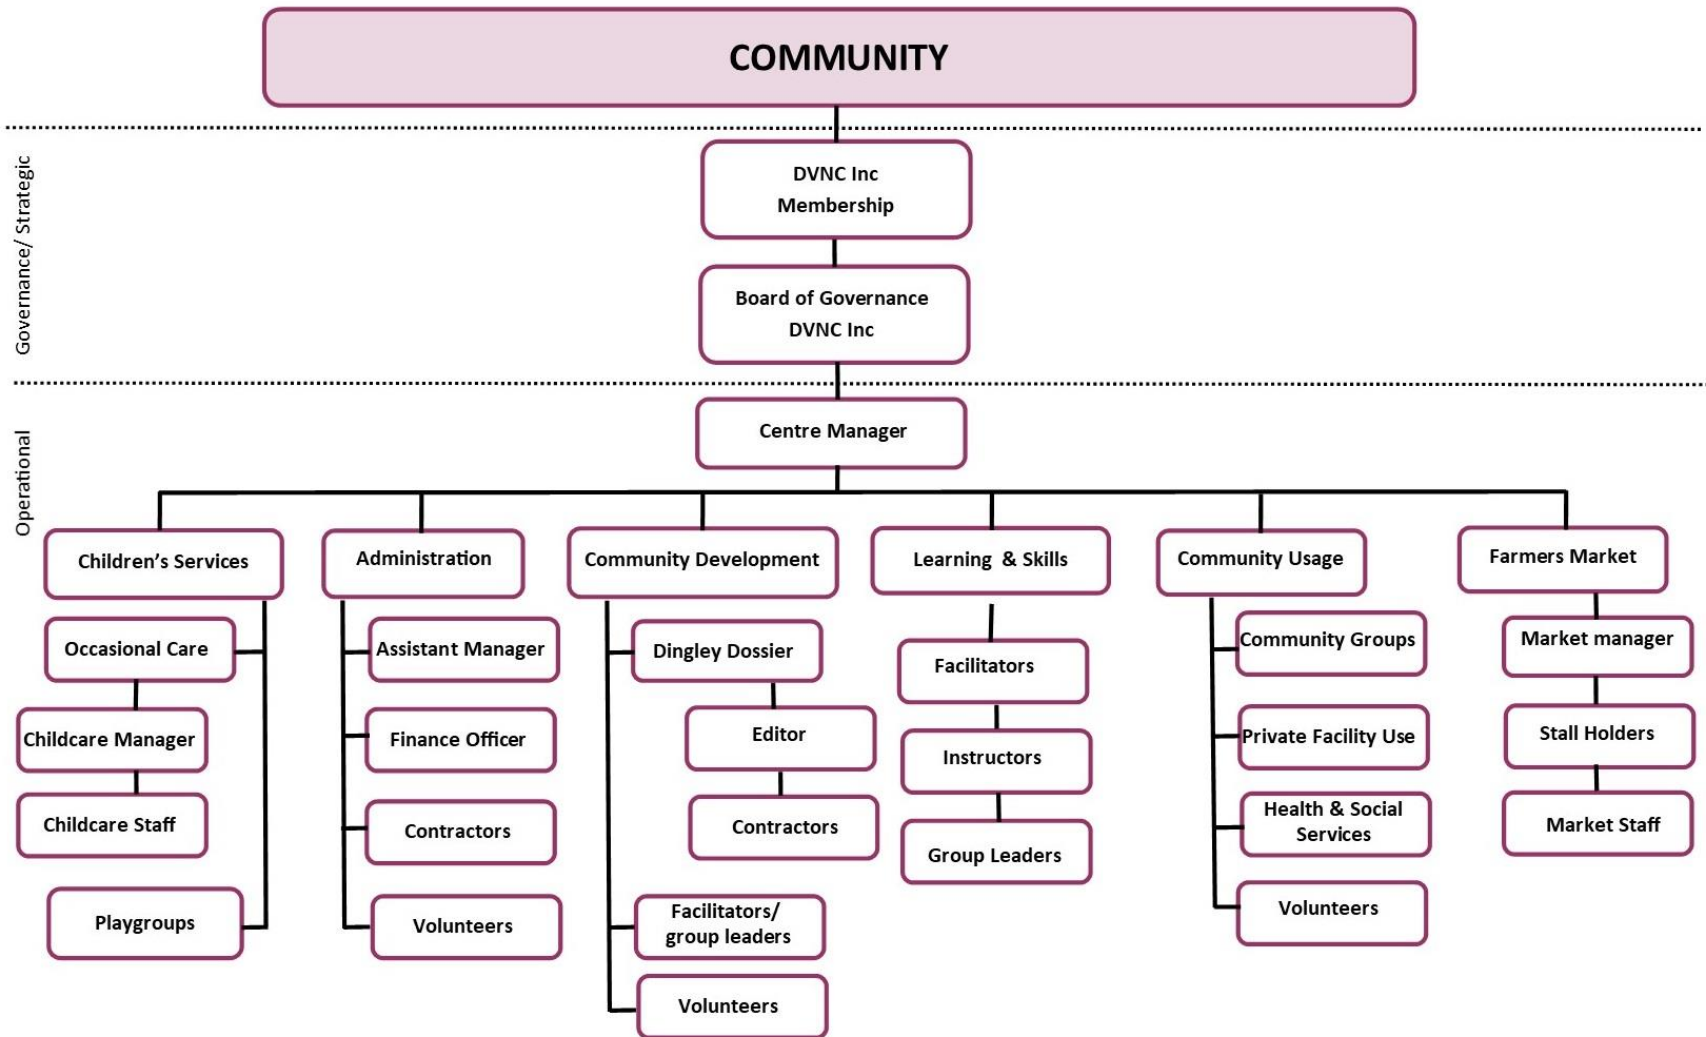 COMMUNITY
Governance/ Strategic
DVNC Inc
Membership
Board of Governance
DVNC Inc
Operational
Centre Manager
Children’s Services
Occasional Care
Childcare Manager
Childcare Staff
Playgroups
Administration
Assistant Manager
Finance Officer
Contractors
Volunteers
Community Development
Dingley Dossier
Editor
Contractors
Facilitators/
group leaders
Volunteers
Learning & Skills
Facilitators
Instructors
Group Leaders
Community Usage
Community Groups
Private Facility Use
Health & Social
Services
Volunteers
Farmers Market
Market manager
Stall Holders
Market Staff